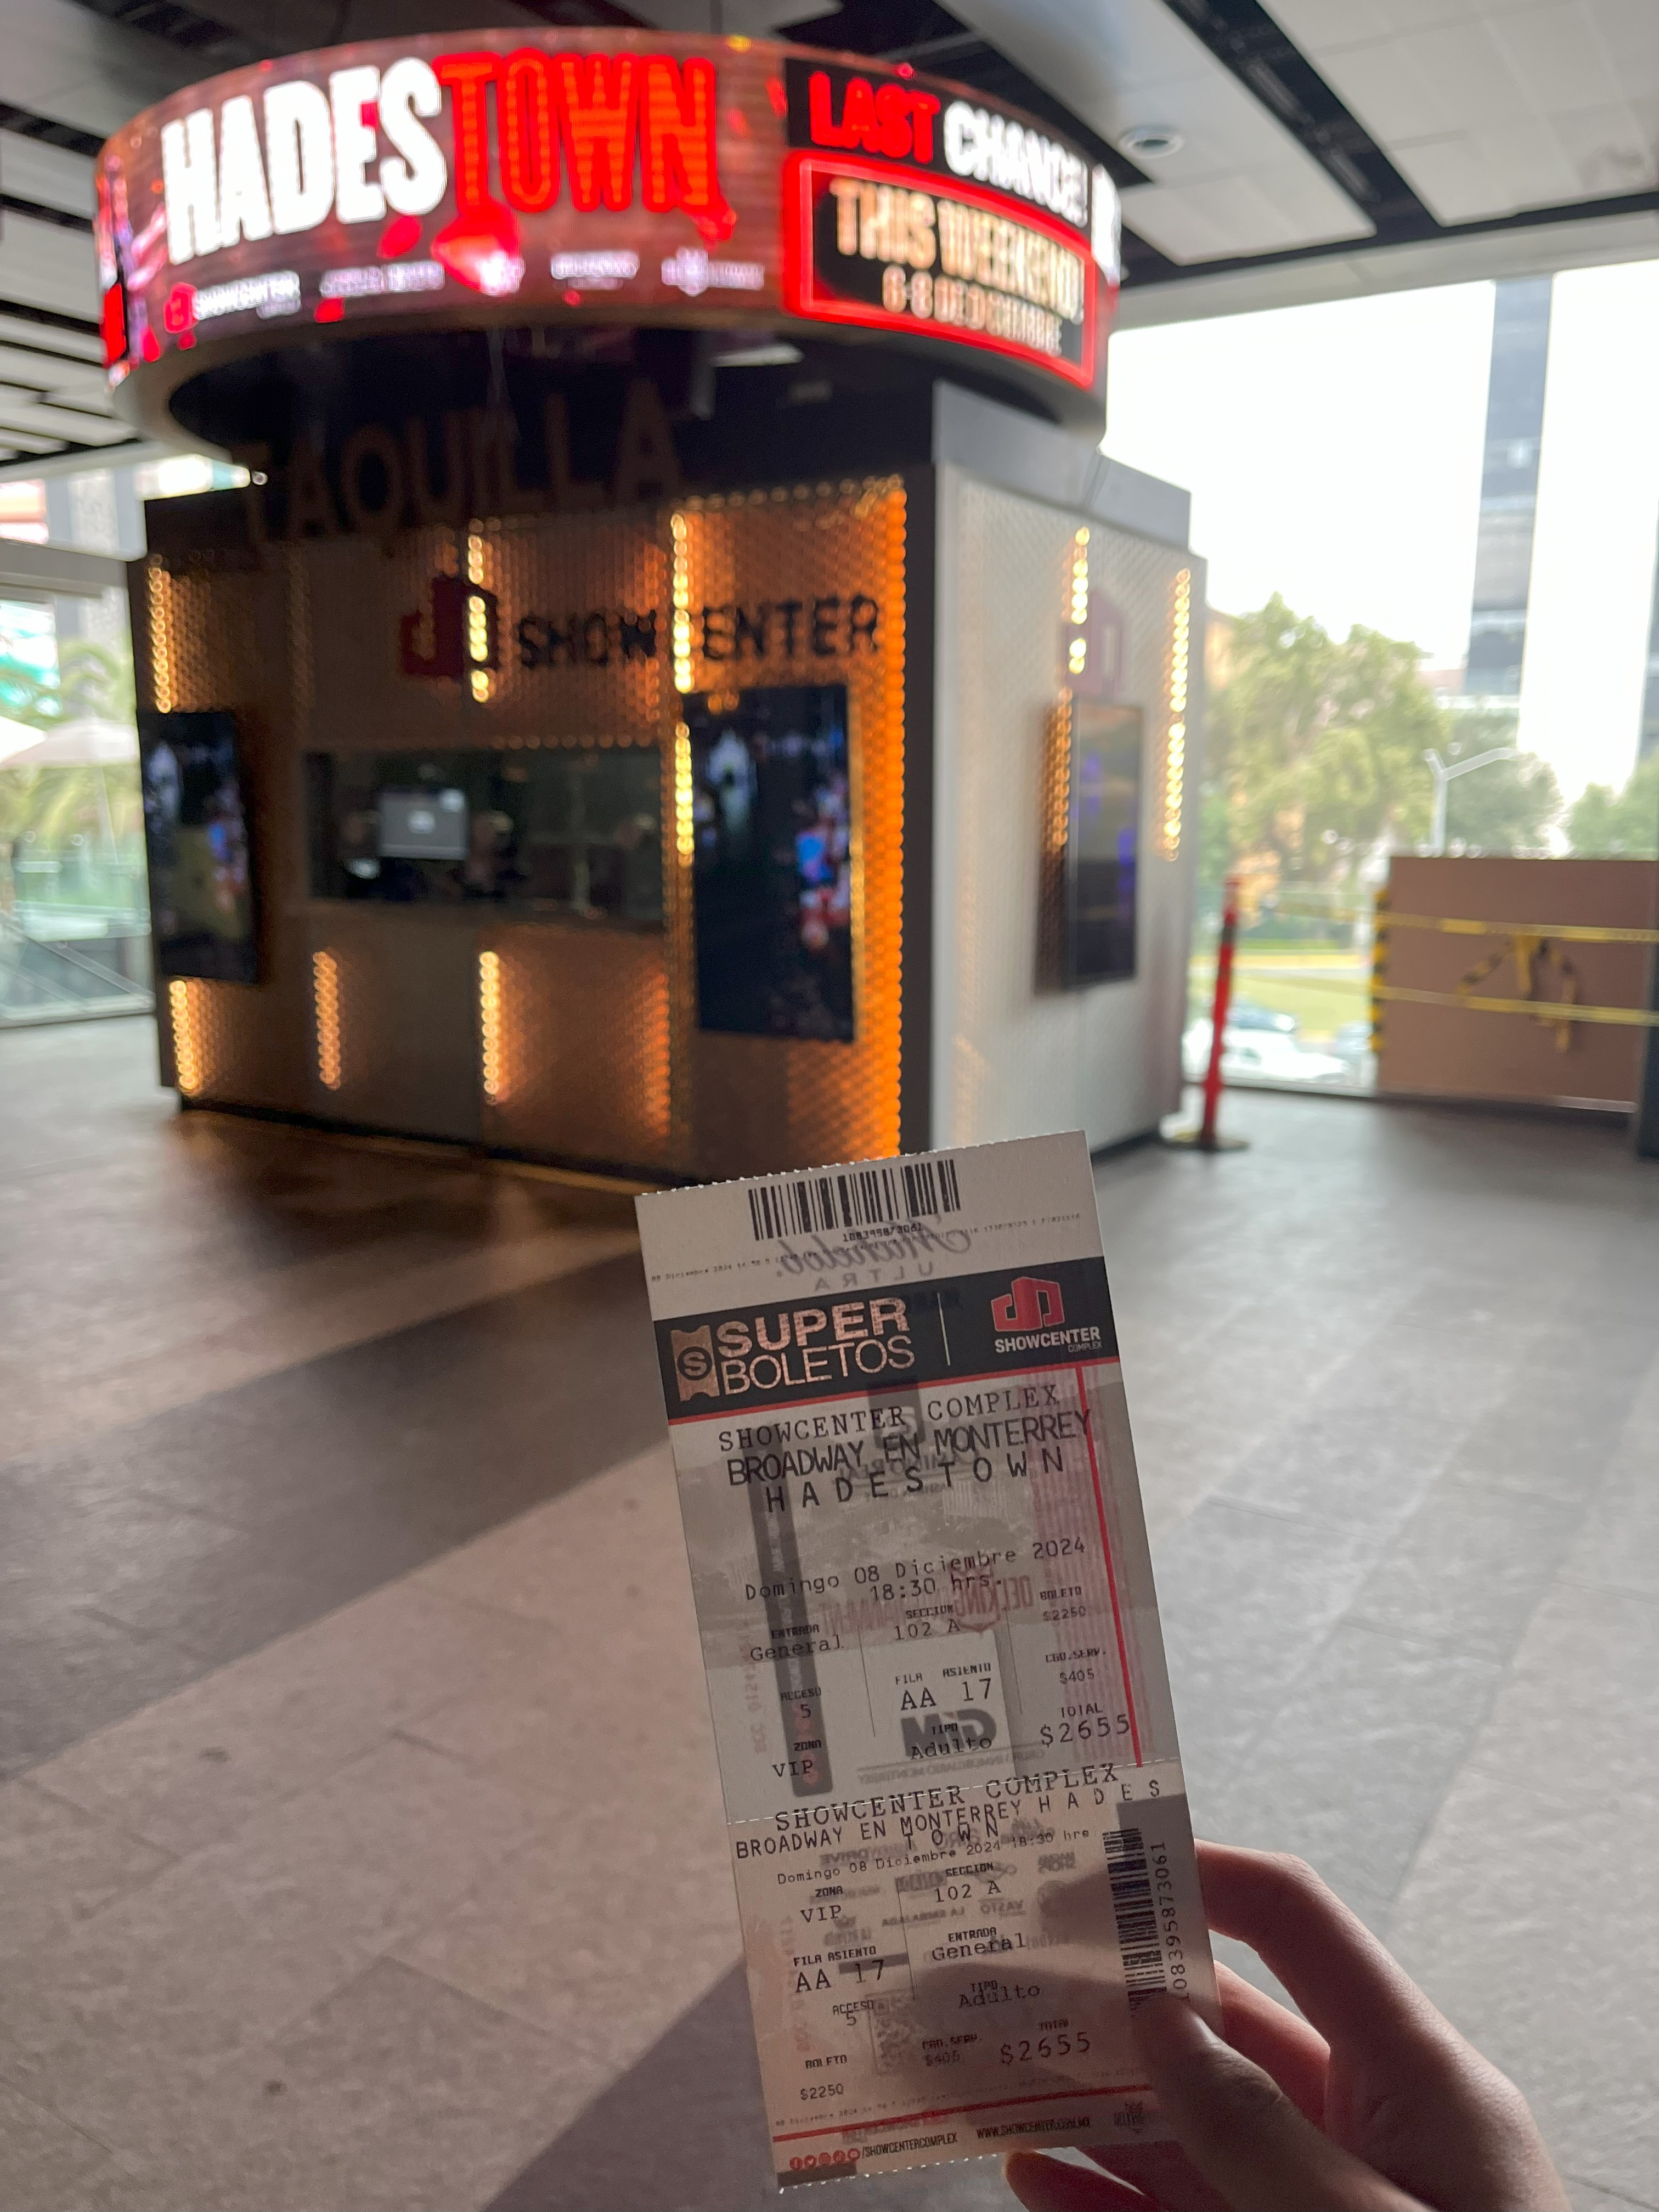 HADESTOWN
LAST CHANCE!
THIS WEEKEND!
6-8 DE DICIEMBRE
TAQUILLA
SHOWCENTER
108395873061
SUPER
BOLETOS
SHOWCENTER
COMPLEX
SHOWCENTER COMPLEX
BROADWAY EN MONTERREY
HADESTOWN
Domingo 08 Diciembre 2024
18:30 hrs.
ENTRADA
General
SECCION
102 A
BOLETO
$2250
ACCESO
5
FILA ASIENTO
AA 17
CGO.SERV.
$405
ZONA
VIP
TIPO
Adulto
TOTAL
$2655
SHOWCENTER COMPLEX
BROADWAY EN MONTERREY HADES
TOWN
Domingo 08 Diciembre 2024 18:30 hrs
ZONA
VIP
SECCION
102 A
FILA ASIENTO
AA 17
ENTRADA
General
ACCESO
5
TIPO
Adulto
BOLETO
$2250
CGO.SERV.
$405
TOTAL
$2655
108395873061
/SHOWCENTERCOMPLEX